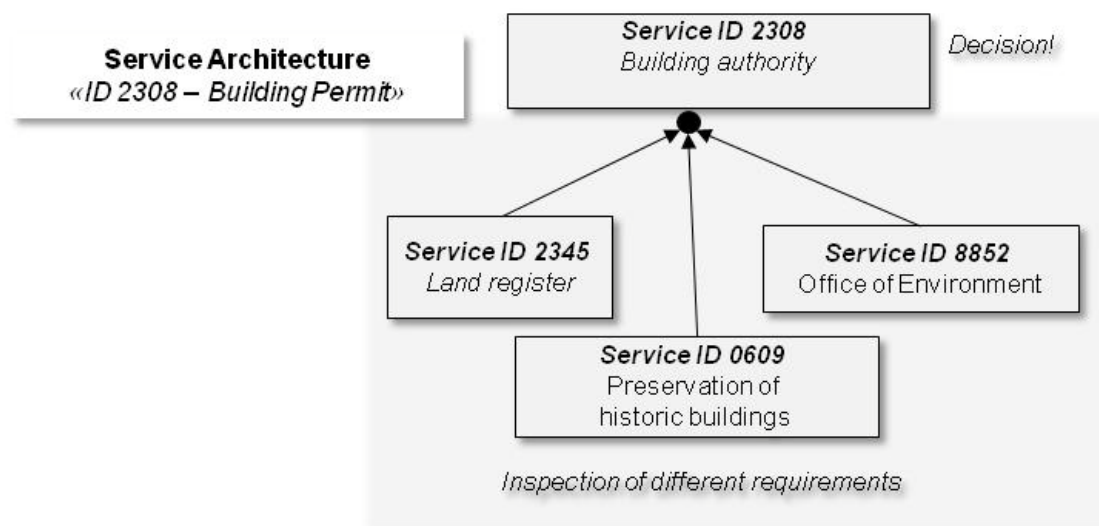 Service Architecture
«ID 2308 – Building Permit»
Service ID 2308
Building authority
Decision!
Service ID 2345
Land register
Service ID 8852
Office of Environment
Service ID 0609
Preservation of
historic buildings
Inspection of different requirements